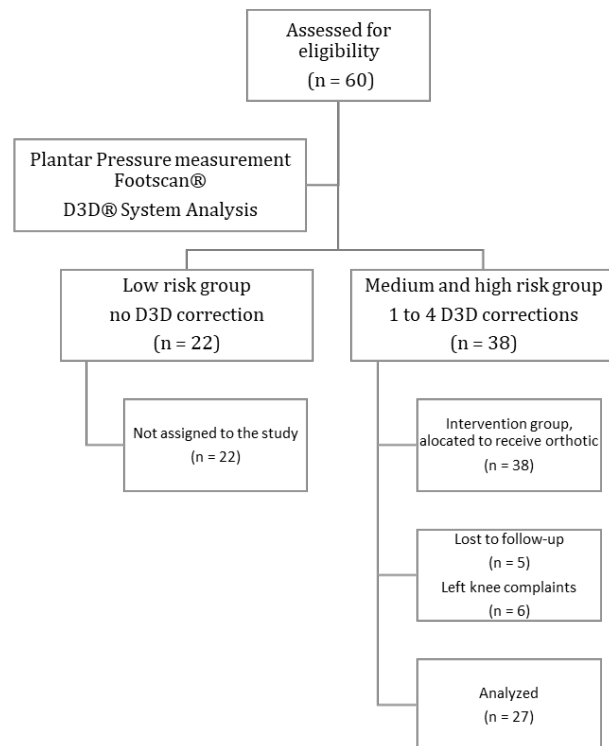 Assessed for
eligibility
(n = 60)
Plantar Pressure measurement
Footscan®
D3D® System Analysis
Low risk group
no D3D correction
(n = 22)
Medium and high risk group
1 to 4 D3D corrections
(n = 38)
Not assigned to the study
(n = 22)
Intervention group,
alocated to receive orthotic
(n = 38)
Lost to follow-up
(n = 5)
Left knee complaints
(n = 6)
Analyzed
(n = 27)